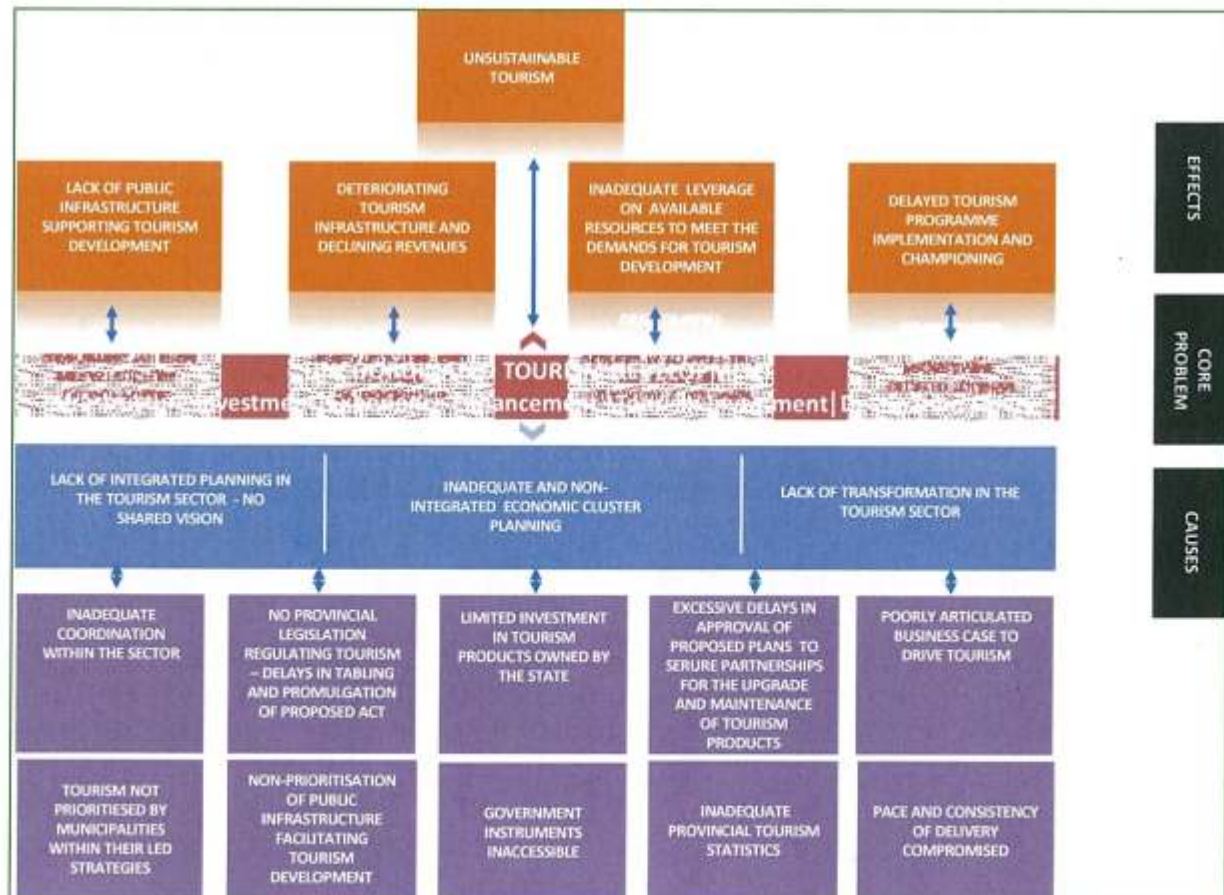 UNSUSTAIINABLE
TOURISM
LACK OF PUBLIC
INFRASTRUCTURE
SUPPORTING TOURISM
DEVELOPMENT
DETERIORATING
TOURISM
INFRASTRUCTURE AND
DECLINING REVENUES
INADEQUATE LEVERAGE
ON AVAILABLE
RESOURCES TO MEET THE
DEMANDS FOR TOURISM
DEVELOPMENT
DELAYED TOURISM
PROGRAMME
IMPLEMENTATION AND
CHAMPIONING
EFFECTS
TOURISM
CORE
PROBLEM
LACK OF INTEGRATED PLANNING IN
THE TOURISM SECTOR - NO
SHARED VISION
INADEQUATE AND NON-
INTEGRATED ECONOMIC CLUSTER
PLANNING
LACK OF TRANSFORMATION IN THE
TOURISM SECTOR
CAUSES
INADEQUATE
COORDINATION
WITHIN THE SECTOR
NO PROVINCIAL
LEGISLATION
REGULATING TOURISM
– DELAYS IN TABLING
AND PROMULGATION
OF PROPOSED ACT
LIMITED INVESTMENT
IN TOURISM
PRODUCTS OWNED BY
THE STATE
EXCESSIVE DELAYS IN
APPROVAL OF
PROPOSED PLANS TO
SERURE PARTNERSHIPS
FOR THE UPGRADE
AND MAINTENANCE
OF TOURISM
PRODUCTS
POORLY ARTICULATED
BUSINESS CASE TO
DRIVE TOURISM
TOURISM NOT
PRIORITIESED BY
MUNICIPALITIES
WITHIN THEIR LED
STRATEGIES
NON-PRIORITISATION
OF PUBLIC
INFRASTRUCTURE
FACILITATING
TOURISM
DEVELOPMENT
GOVERNMENT
INSTRUMENTS
INACCESSIBLE
INADEQUATE
PROVINCIAL TOURISM
STATISTICS
PACE AND CONSISTENCY
OF DELIVERY
COMPROMISED